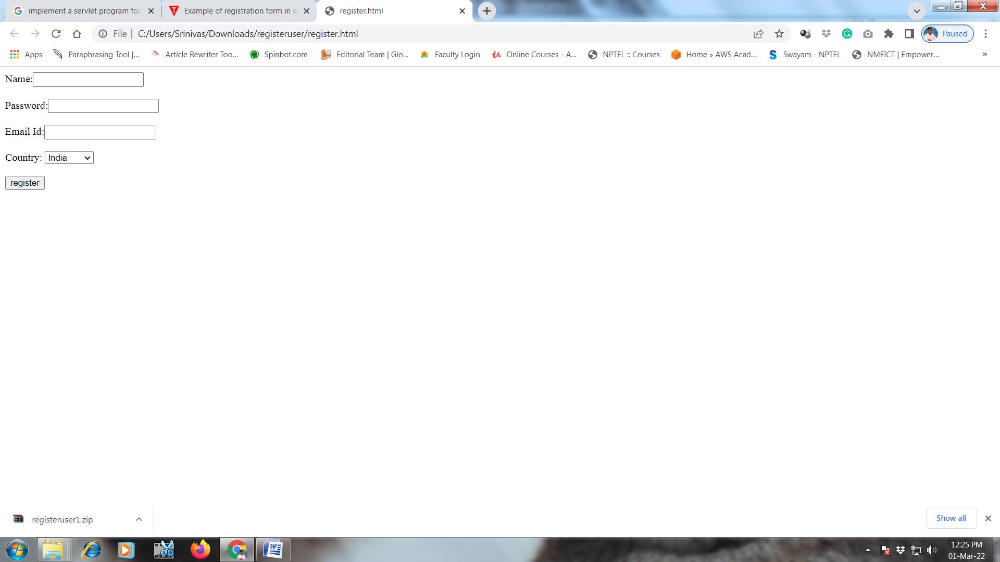 implement a servlet program for
Example of registration form in se
register.html
File
C:/Users/Srinivas/Downloads/registeruser/register.html
Paused
Apps
Paraphrasing Tool |...
Article Rewriter Too...
Spinbot.com
Editorial Team | Glo...
Faculty Login
Online Courses - A...
NPTEL :: Courses
Home » AWS Acad...
Swayam - NPTEL
NMEICT | Empower...
»
Name:
Password:
Email Id:
Country: India
register
registeruser1.zip
Show all
12:25 PM
01-Mar-22